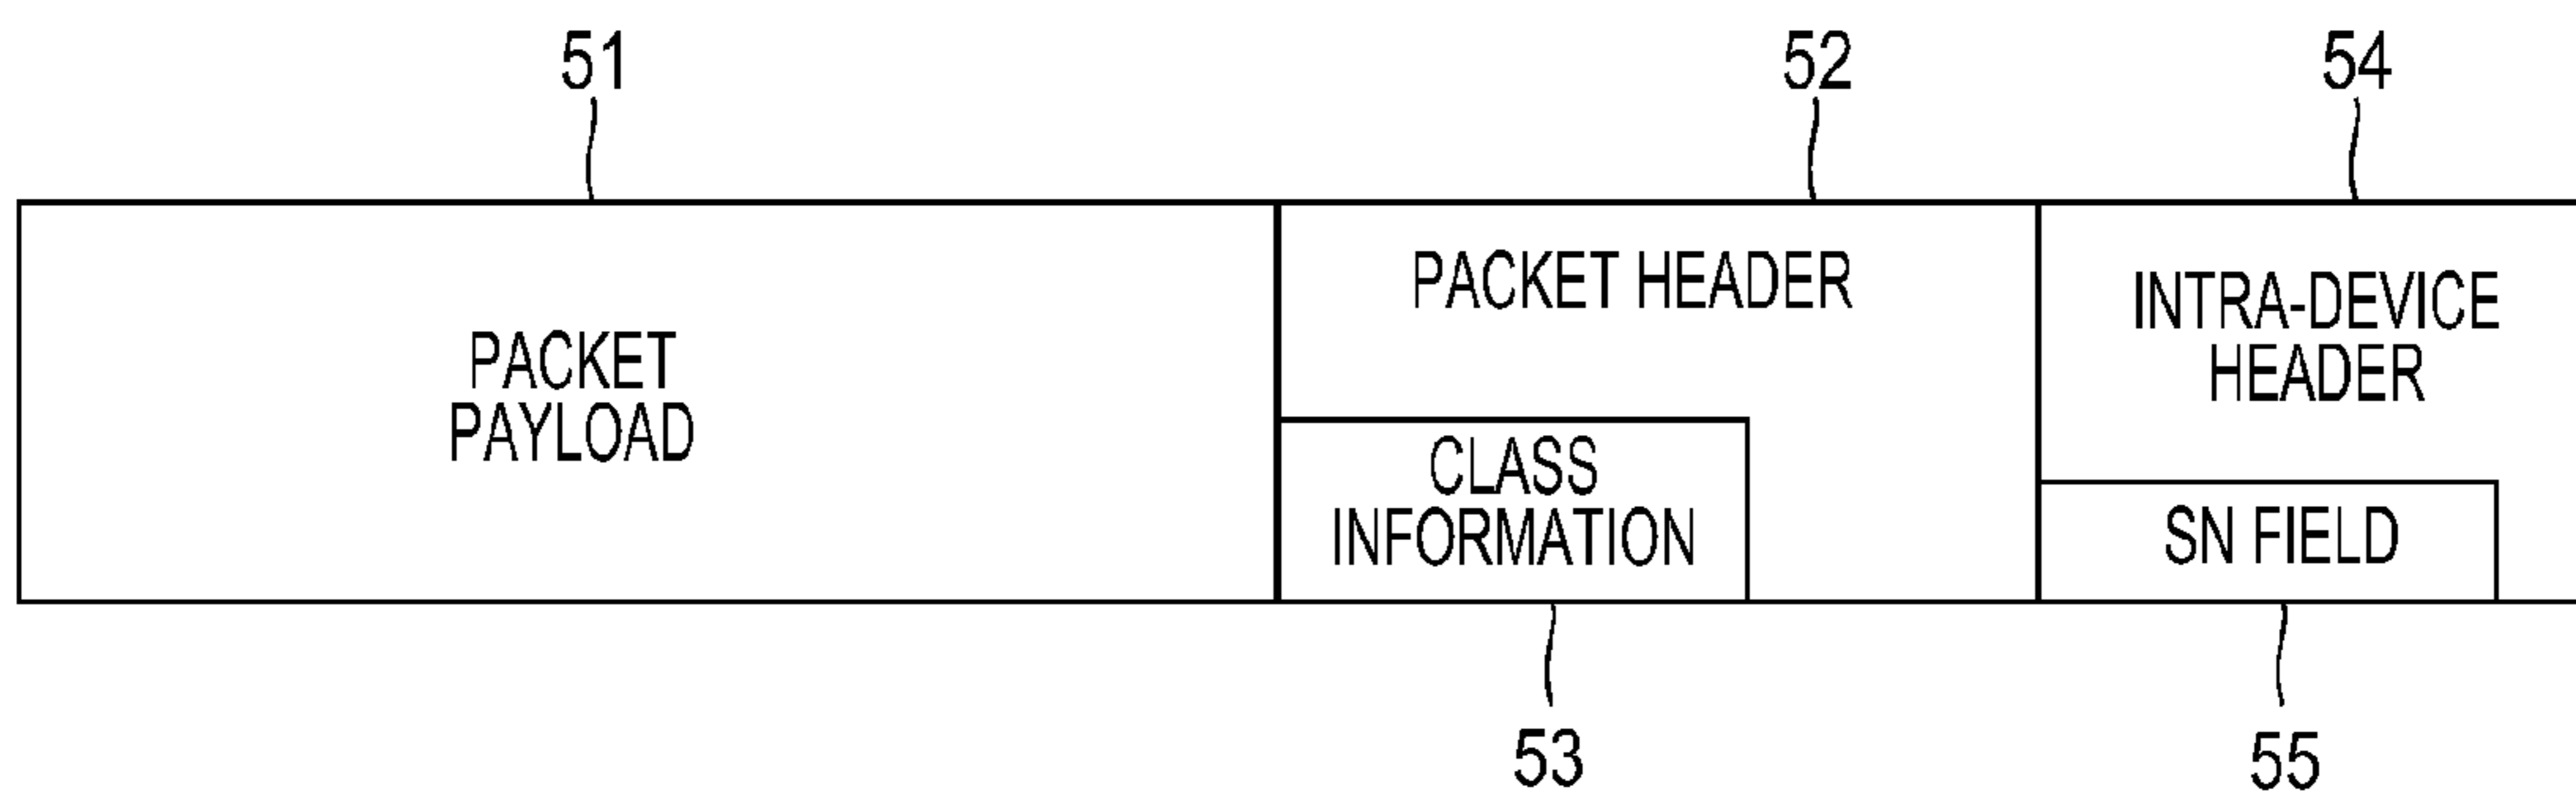 51
52
54
PACKET
PAYLOAD
PACKET HEADER
CLASS
INFORMATION
INTRA-DEVICE
HEADER
SN FIELD
53
55